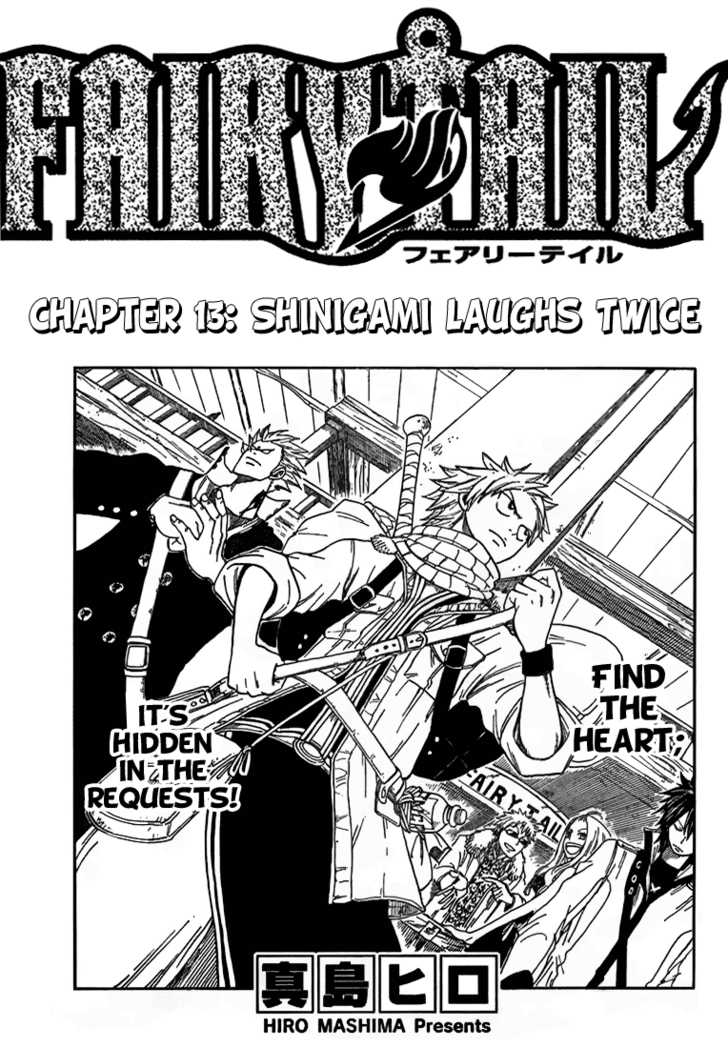 FAIRY TAIL
フェアリーテイル
CHAPTER 13: SHINIGAMI LAUGHS TWICE
FIND
THE
HEART;
IT'S
HIDDEN
IN THE
REQUESTS!
FAIRY TAIL
真島ヒロ
HIRO MASHIMA Presents